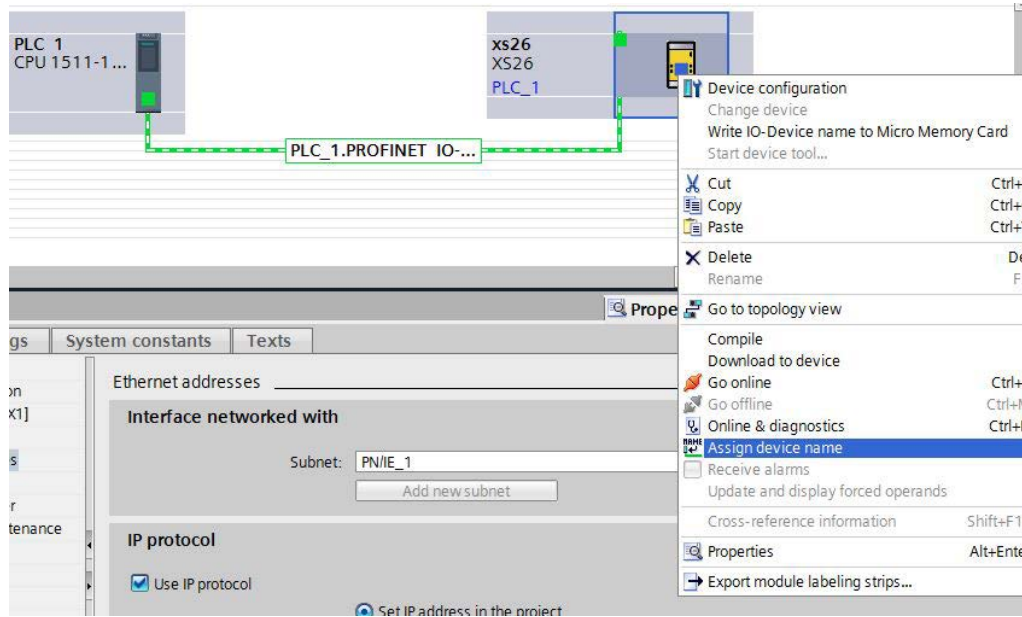 PLC 1
CPU 1511-1...
xs26
XS26
PLC_1
PLC_1.PROFINET IO-...
Device configuration
Change device
Write IO-Device name to Micro Memory Card
Start device tool...
Cut Ctrl+
Copy Ctrl+
Paste Ctrl+
Delete De
Rename F
Go to topology view
Compile
Download to device
Go online Ctrl+
Go offline Ctrl+M
Online & diagnostics Ctrl+
NAME
Assign device name
Receive alarms
Update and display forced operands
Cross-reference information Shift+F1
Properties Alt+Ente
Export module labeling strips...
Prope
gs System constants Texts
on
X1]
s
r
tenance
Ethernet addresses
Interface networked with
Subnet: PN/IE_1
Add new subnet
IP protocol
Use IP protocol
Set IP address in the project